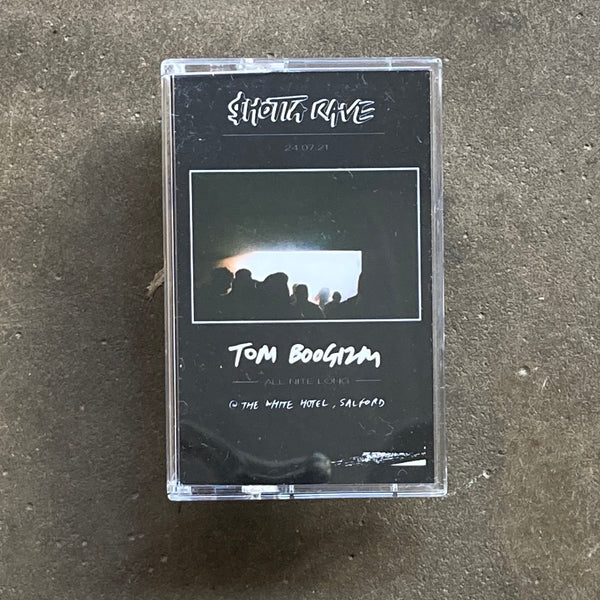 $HOTTA RAVE
24.07.21
TOM BOOGIZM
ALL NITE LONG
@ THE WHITE HOTEL, SALFORD